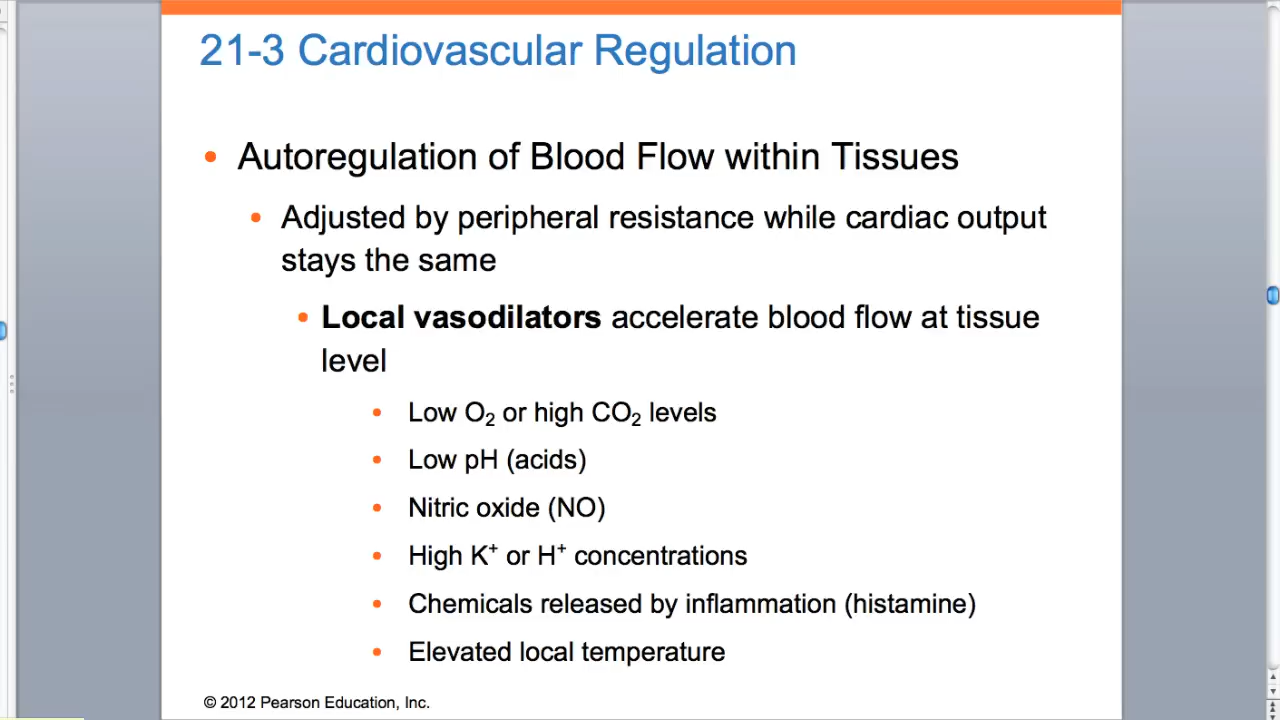 21-3 Cardiovascular Regulation
• Autoregulation of Blood Flow within Tissues
• Adjusted by peripheral resistance while cardiac output
stays the same
• Local vasodilators accelerate blood flow at tissue
level
• Low O₂ or high CO₂ levels
• Low pH (acids)
• Nitric oxide (NO)
• High K⁺ or H⁺ concentrations
• Chemicals released by inflammation (histamine)
• Elevated local temperature
© 2012 Pearson Education, Inc.